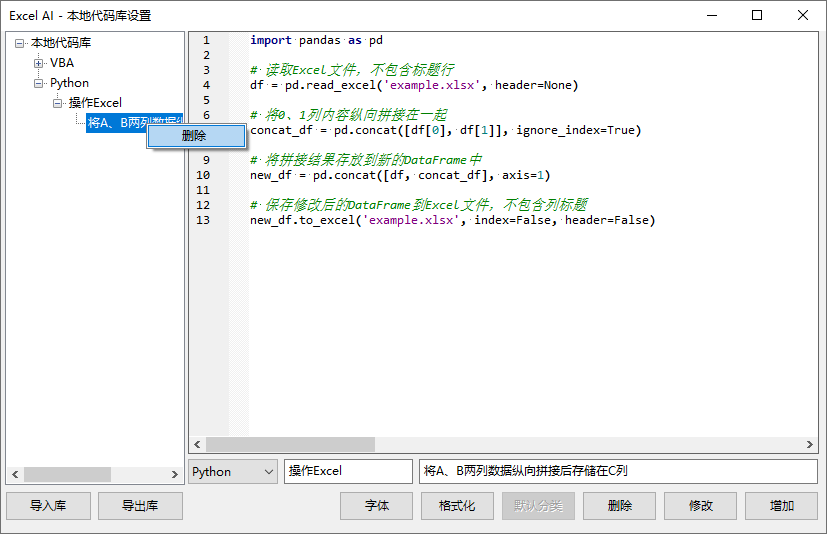 Excel AI - 本地代码库设置
本地代码库
VBA
Python
操作Excel
将A、B两列数据纵
删除
1 import pandas as pd
2
3 # 读取Excel文件，不包含标题行
4 df = pd.read_excel('example.xlsx', header=None)
5
6 # 将0、1列内容纵向拼接在一起
concat_df = pd.concat([df[0], df[1]], ignore_index=True)
9 # 将拼接结果存放到新的DataFrame中
10 new_df = pd.concat([df, concat_df], axis=1)
11
12 # 保存修改后的DataFrame到Excel文件，不包含列标题
13 new_df.to_excel('example.xlsx', index=False, header=False)
Python 操作Excel 将A、B两列数据纵向拼接后存储在C列
导入库 导出库 字体 格式化 默认分类 删除 修改 增加